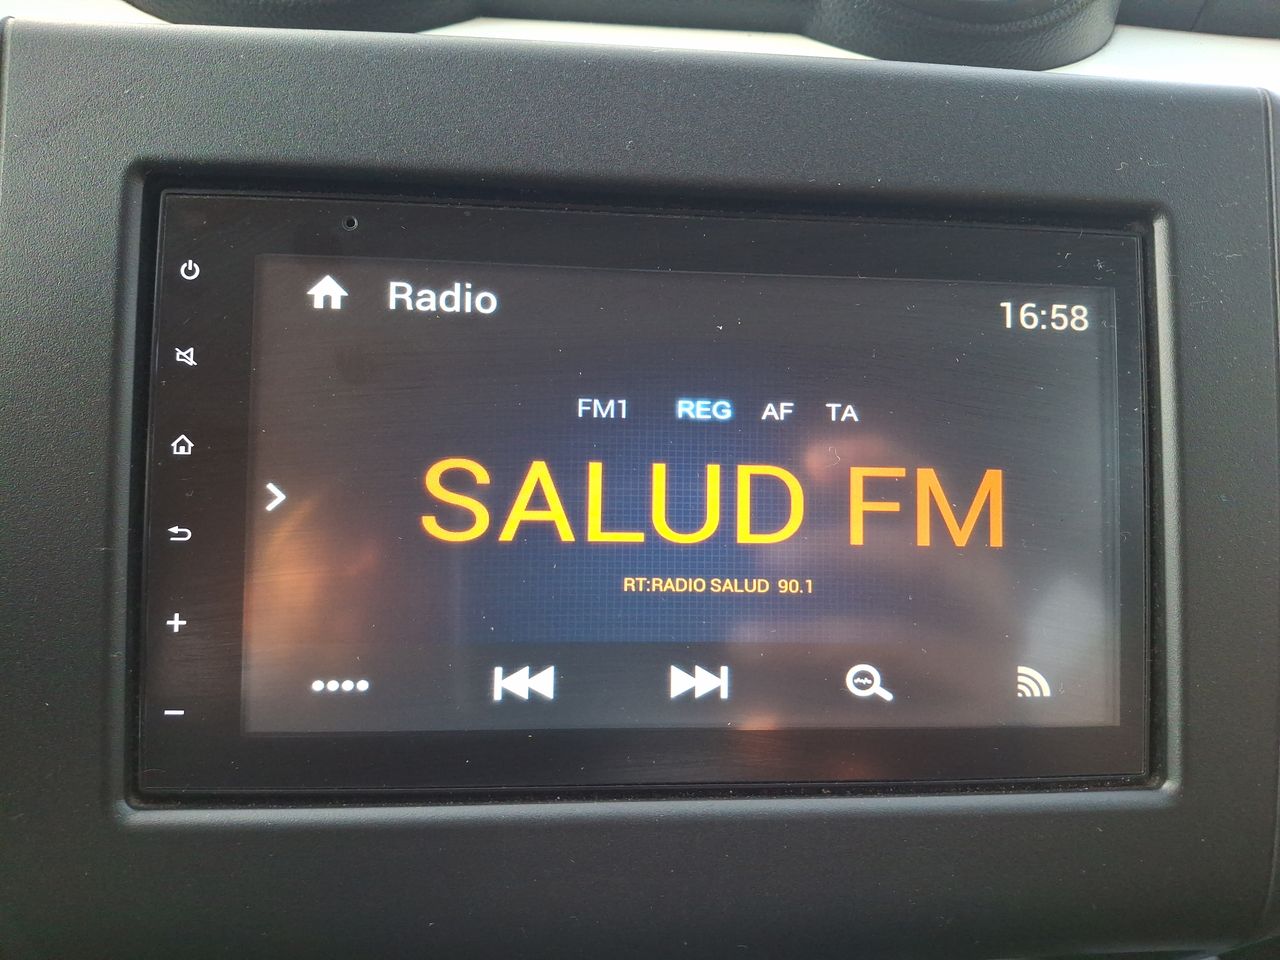 Radio
16:58
FM1 REG AF TA
SALUD FM
RT:RADIO SALUD 90.1